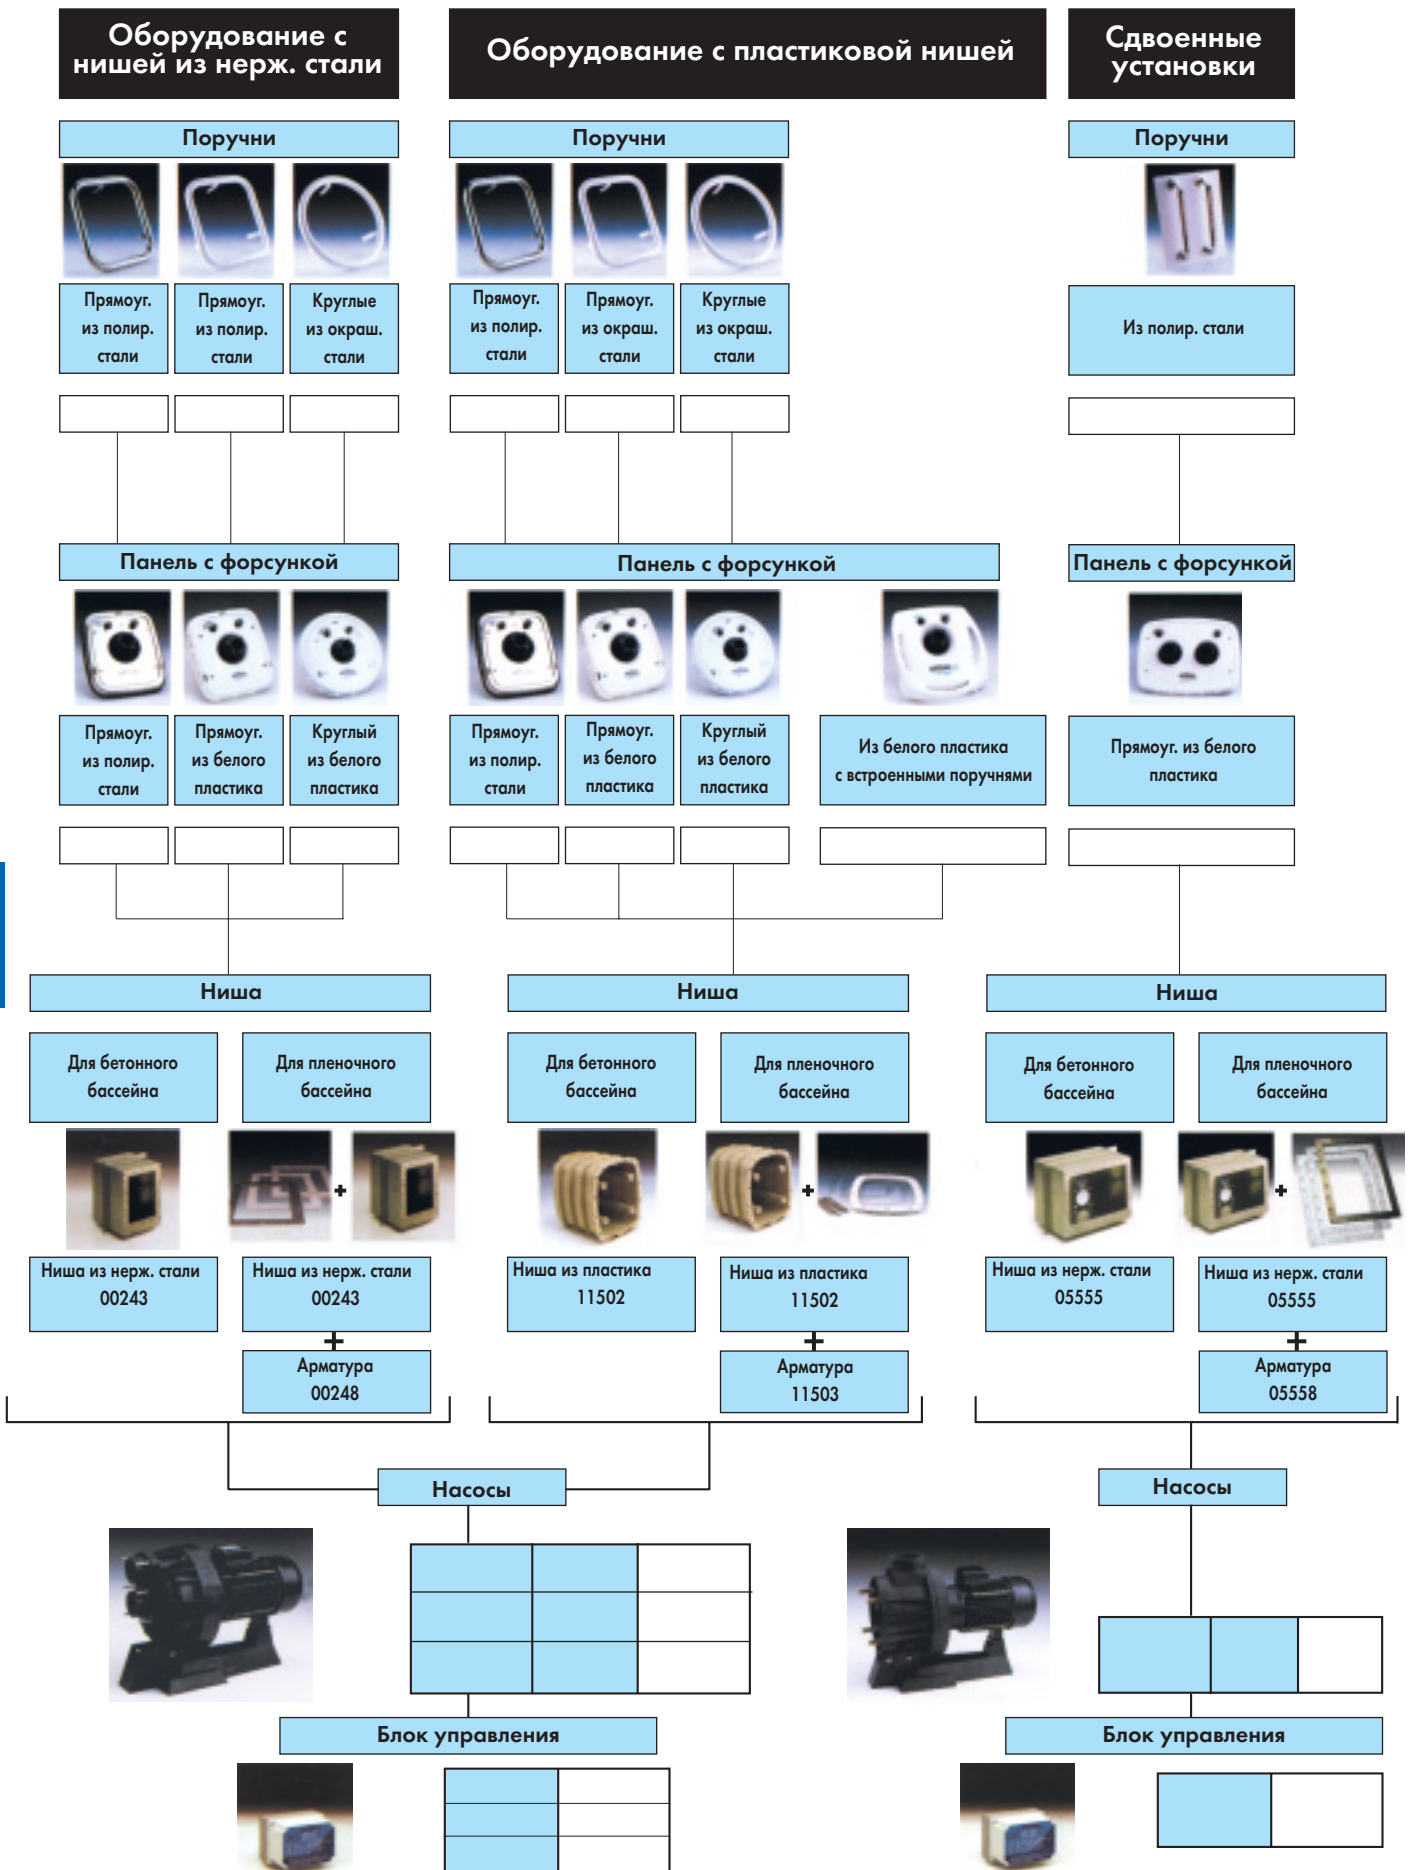 Оборудование с
нишей из нерж. стали
Оборудование с пластиковой нишей
Сдвоенные
установки
Поручни
Поручни
Поручни
Прямоуг.
из полир.
стали
Прямоуг.
из полир.
стали
Круглые
из окраш.
стали
Прямоуг.
из полир.
стали
Прямоуг.
из окраш.
стали
Круглые
из окраш.
стали
Из полир. стали
Панель с форсункой
Панель с форсункой
Панель с форсункой
Прямоуг.
из полир.
стали
Прямоуг.
из белого
пластика
Круглый
из белого
пластика
Прямоуг.
из полир.
стали
Прямоуг.
из белого
пластика
Круглый
из белого
пластика
Из белого пластика
с встроенными поручнями
Прямоуг. из белого
пластика
Ниша
Ниша
Ниша
Для бетонного
бассейна
Для пленочного
бассейна
Для бетонного
бассейна
Для пленочного
бассейна
Для бетонного
бассейна
Для пленочного
бассейна
+
+
+
Ниша из нерж. стали
00243
Ниша из нерж. стали
00243
+
Арматура
00248
Ниша из пластика
11502
Ниша из пластика
11502
+
Арматура
11503
Ниша из нерж. стали
05555
Ниша из нерж. стали
05555
+
Арматура
05558
Насосы
Насосы
Блок управления
Блок управления